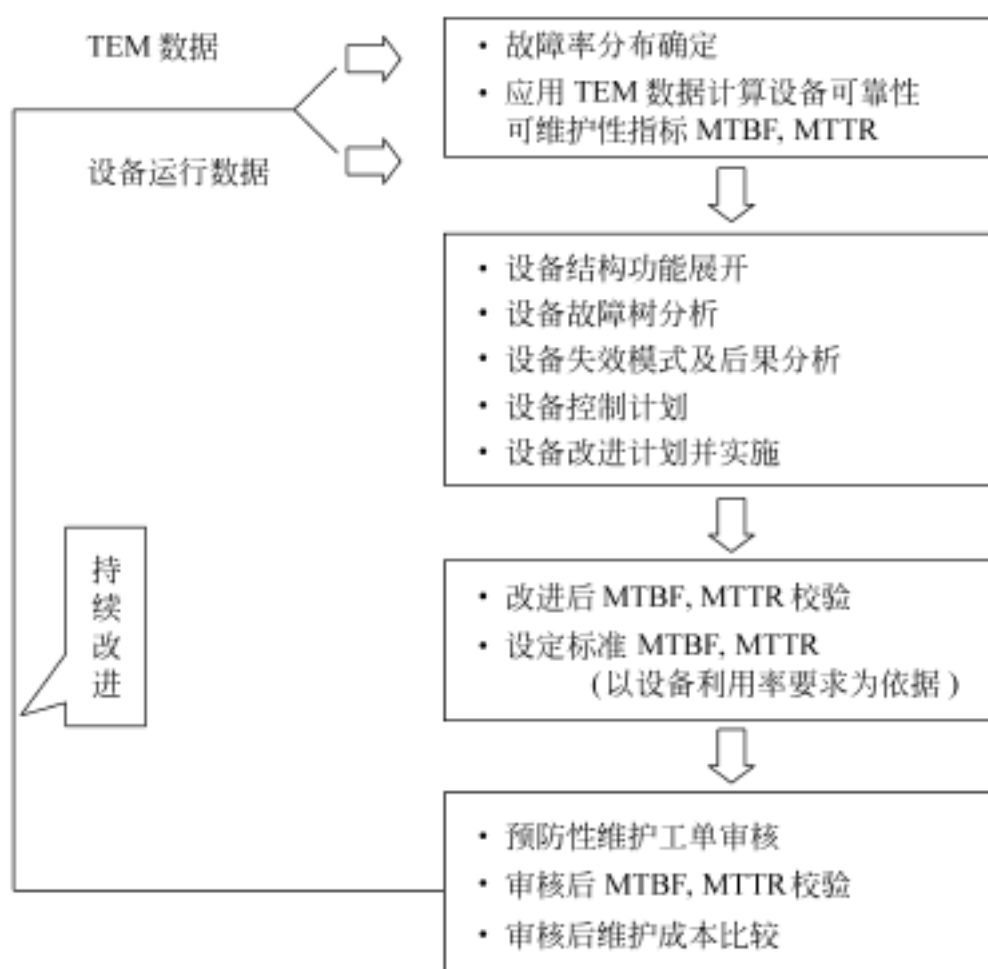 TEM 数据
设备运行数据
· 故障率分布确定
· 应用 TEM 数据计算设备可靠性
可维护性指标 MTBF, MTTR
· 设备结构功能展开
· 设备故障树分析
· 设备失效模式及后果分析
· 设备控制计划
· 设备改进计划并实施
持
续
改
进
· 改进后 MTBF, MTTR 校验
· 设定标准 MTBF, MTTR
(以设备利用率要求为依据)
· 预防性维护工单审核
· 审核后 MTBF, MTTR 校验
· 审核后维护成本比较